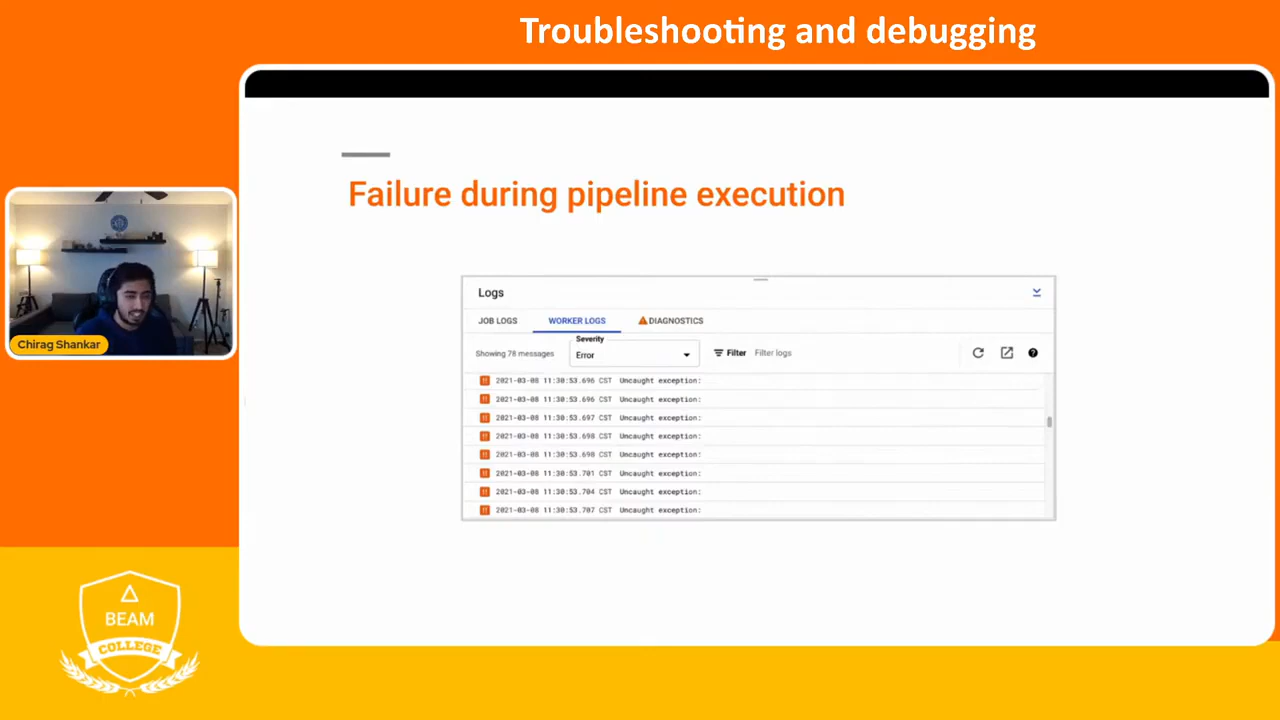 Troubleshooting and debugging
Failure during pipeline execution
Logs
JOB LOGS WORKER LOGS DIAGNOSTICS
Showing 78 messages
Severity
Error
Filter Filter logs
2021-03-08 11:30:53.696 CST Uncaught exception:
2021-03-08 11:30:53.696 CST Uncaught exception:
2021-03-08 11:30:53.697 CST Uncaught exception:
2021-03-08 11:30:53.698 CST Uncaught exception:
2021-03-08 11:30:53.698 CST Uncaught exception:
2021-03-08 11:30:53.701 CST Uncaught exception:
2021-03-08 11:30:53.704 CST Uncaught exception:
2021-03-08 11:30:53.707 CST Uncaught exception:
Chirag Shankar
BEAM
COLLEGE